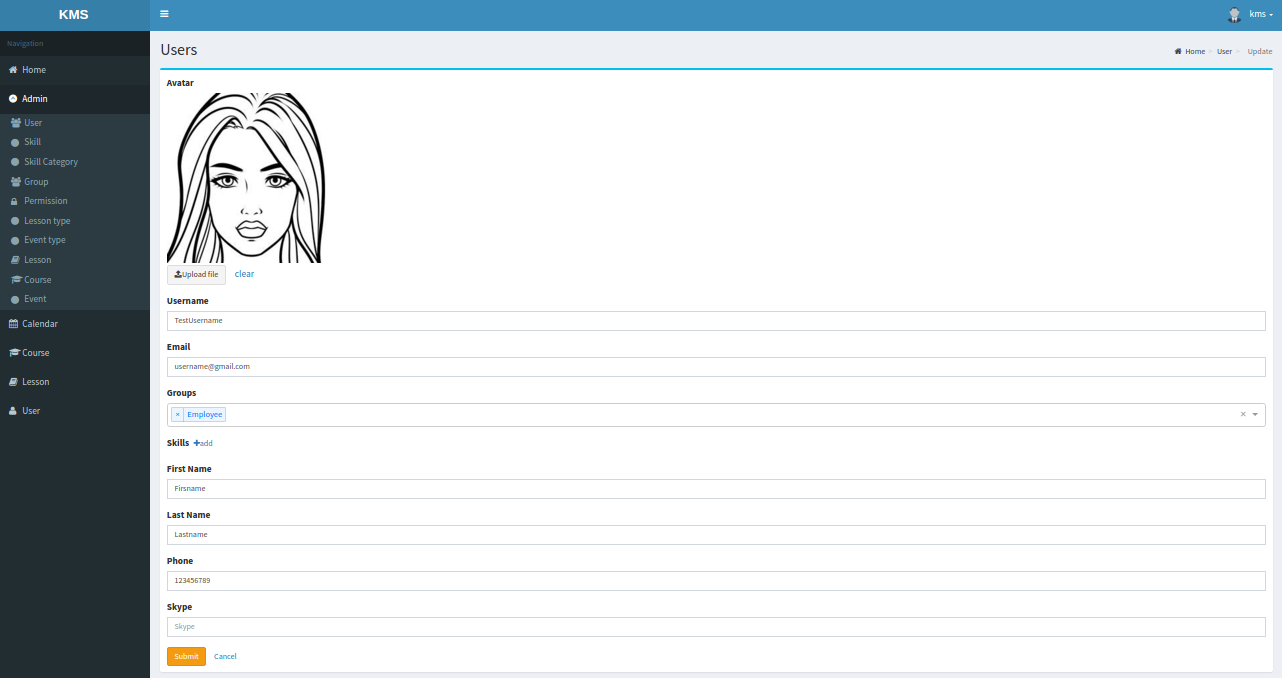 KMS
kms
Navigation
Home
Admin
User
Skill
Skill Category
Group
Permission
Lesson type
Event type
Lesson
Course
Event
Calendar
Course
Lesson
User
Users
Home > User > Update
Avatar
Upload file clear
Username
TestUsername
Email
username@gmail.com
Groups
× Employee ×
Skills +add
First Name
Firsname
Last Name
Lastname
Phone
123456789
Skype
Skype
Submit Cancel